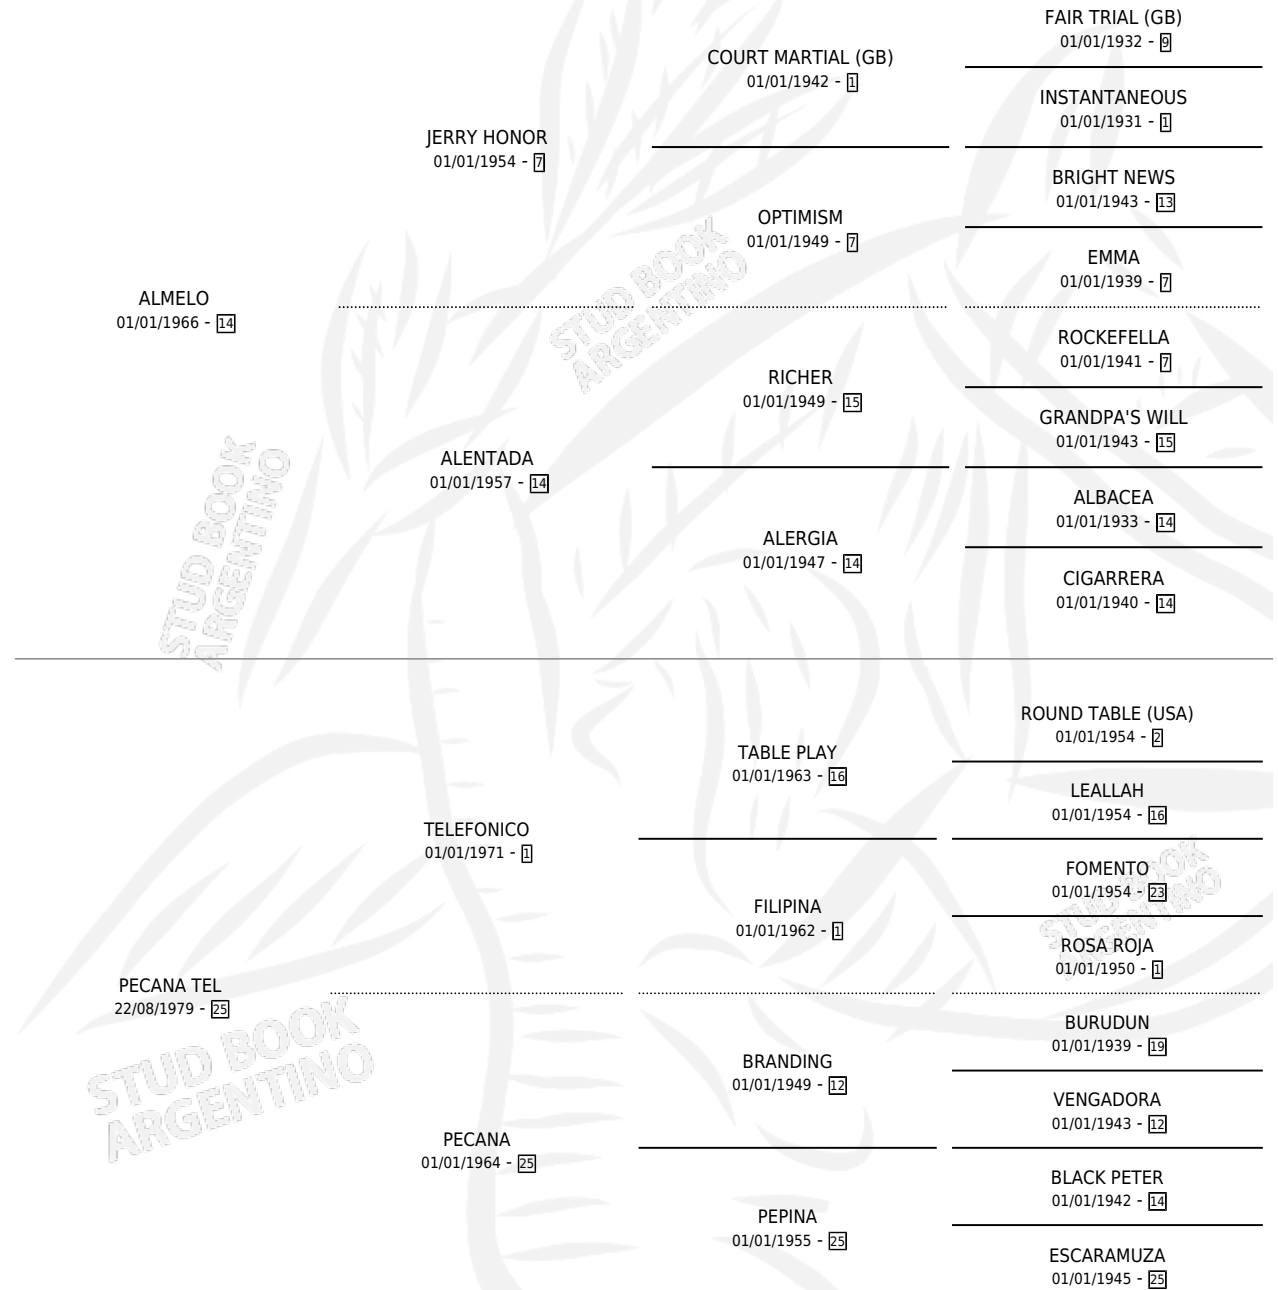 FAIR TRIAL (GB)
01/01/1932 - 9
COURT MARTIAL (GB)
01/01/1942 - 1
INSTANTANEOUS
01/01/1931 - 1
JERRY HONOR
01/01/1954 - 7
BRIGHT NEWS
01/01/1943 - 13
OPTIMISM
01/01/1949 - 7
EMMA
01/01/1939 - 7
ALMELO
01/01/1966 - 14
ROCKEFELLA
01/01/1941 - 7
RICHER
01/01/1949 - 15
GRANDPA'S WILL
01/01/1943 - 15
ALENTADA
01/01/1957 - 14
ALBACEA
01/01/1933 - 14
ALERGIA
01/01/1947 - 14
CIGARRERA
01/01/1940 - 14
ROUND TABLE (USA)
01/01/1954 - 2
TABLE PLAY
01/01/1963 - 16
LEALLAH
01/01/1954 - 16
TELEFONICO
01/01/1971 - 1
FOMENTO
01/01/1954 - 23
FILIPINA
01/01/1962 - 1
ROSA ROJA
01/01/1950 - 1
PECANA TEL
22/08/1979 - 25
BURUDUN
01/01/1939 - 19
BRANDING
01/01/1949 - 12
VENGADORA
01/01/1943 - 12
PECANA
01/01/1964 - 25
BLACK PETER
01/01/1942 - 14
PEPINA
01/01/1955 - 25
ESCARAMUZA
01/01/1945 - 25
STUD BOOK
ARGENTINO
STUD BOOK
ARGENTINO
STUD BOOK
ARGENTINO
STUD BOOK
ARGENTINO